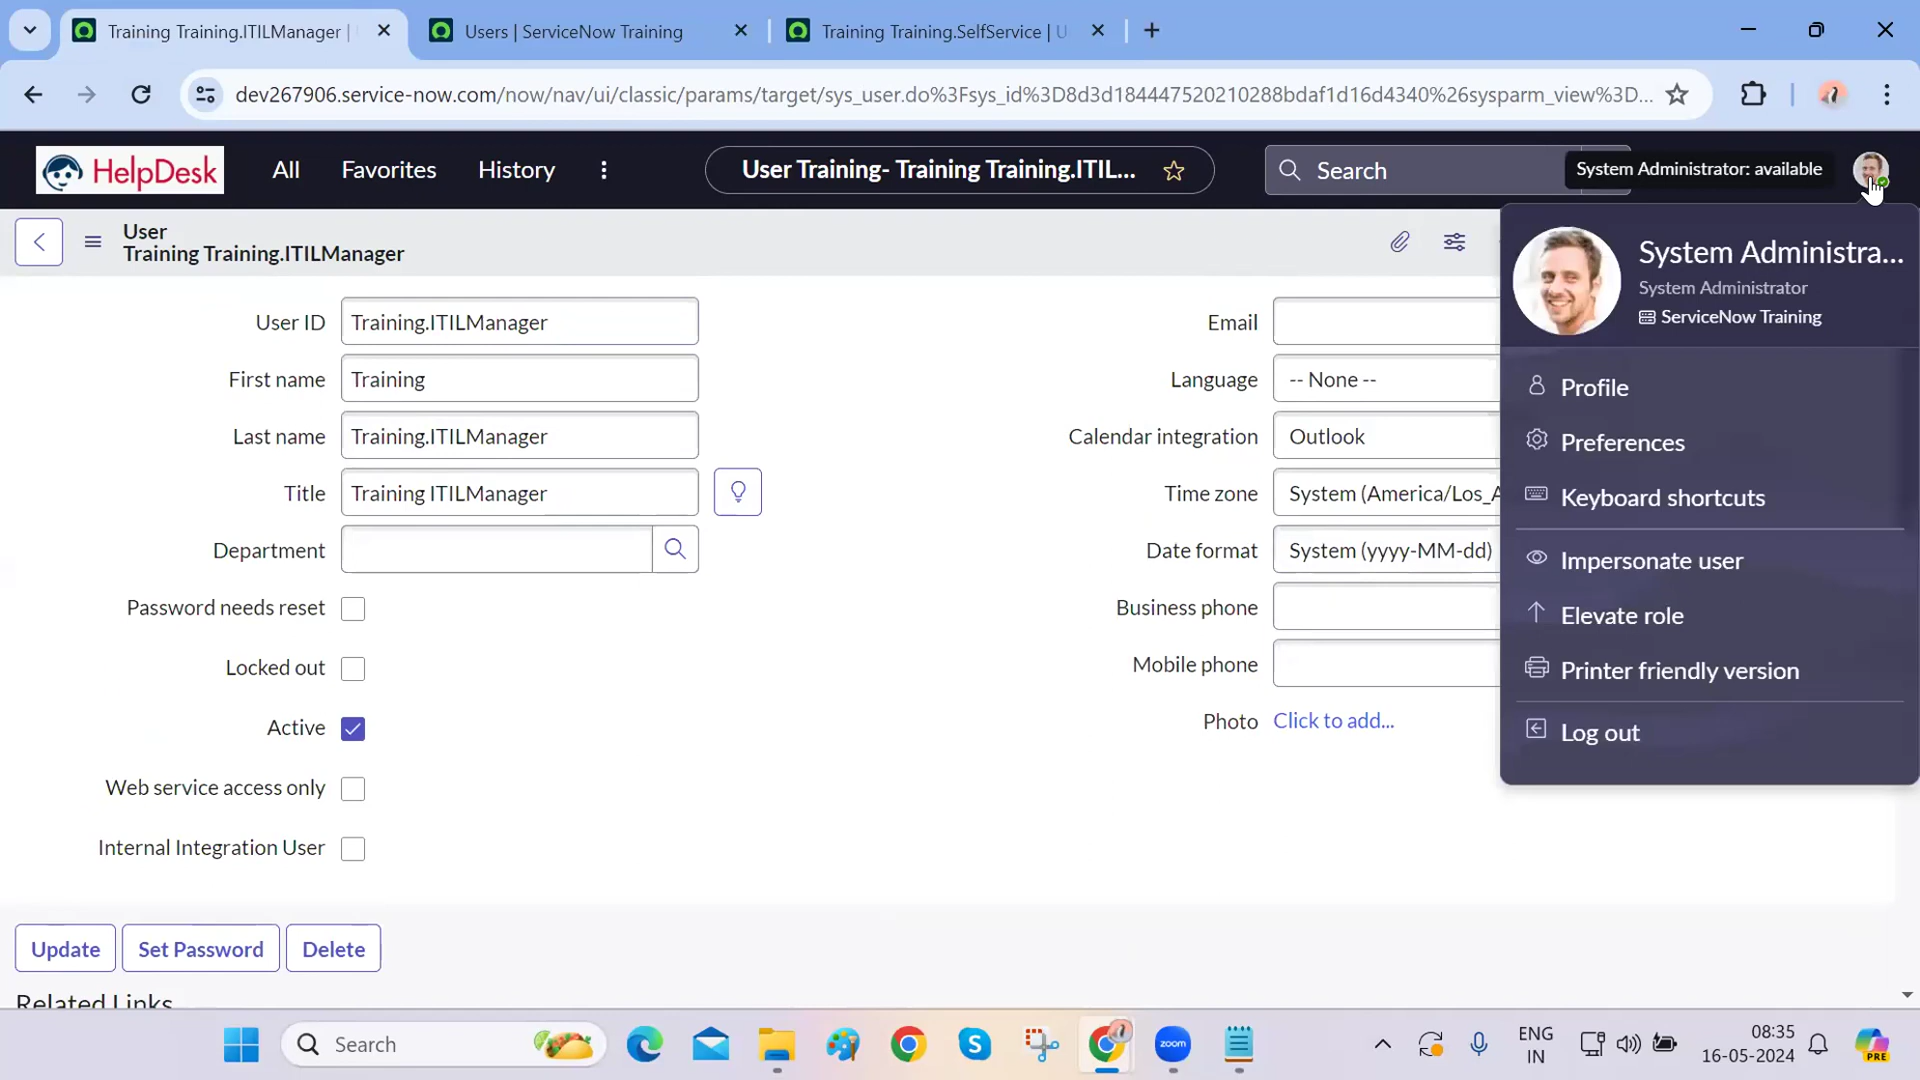 Training Training.ITILManager |
Users | ServiceNow Training
Training Training.SelfService | U
dev267906.service-now.com/now/nav/ui/classic/params/target/sys_user.do%3Fsys_id%3D8d3d184447520210288bdaf1d16d4340%26sysparm_view%3D...
HelpDesk
All
Favorites
History
User Training- Training Training.ITIL...
Search
System Administrator: available
User
Training Training.ITILManager
User ID
Training.ITILManager
First name
Training
Last name
Training.ITILManager
Title
Training ITILManager
Department
Password needs reset
Locked out
Active
Web service access only
Internal Integration User
Email
Language
-- None --
Calendar integration
Outlook
Time zone
System (America/Los_A
Date format
System (yyyy-MM-dd)
Business phone
Mobile phone
Photo
Click to add...
System Administra...
System Administrator
ServiceNow Training
Profile
Preferences
Keyboard shortcuts
Impersonate user
Elevate role
Printer friendly version
Log out
Update
Set Password
Delete
Related Links
Search
zoom
ENG
IN
08:35
16-05-2024
PRE